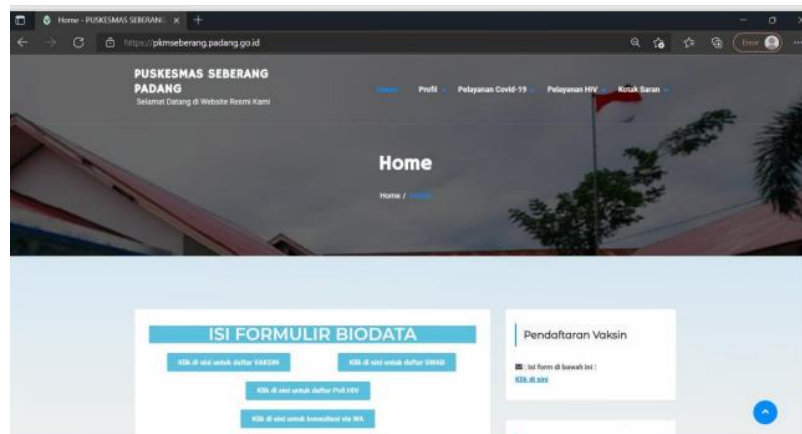 Home - PUSKESMAS SEBERANG
https://pkmseberang.padang.go.id
Error
PUSKESMAS SEBERANG
PADANG
Selamat Datang di Website Resmi Kami
Home Profil Pelayanan Covid-19 Pelayanan HIV Kotak Saran
Home
Home / Home
ISI FORMULIR BIODATA
Klik di sini untuk daftar VAKSIN
Klik di sini untuk daftar SWAB
Klik di sini untuk daftar Poli HIV
Klik di sini untuk konsultasi via WA
Pendaftaran Vaksin
: Isi form di bawah ini :
Klik di sini